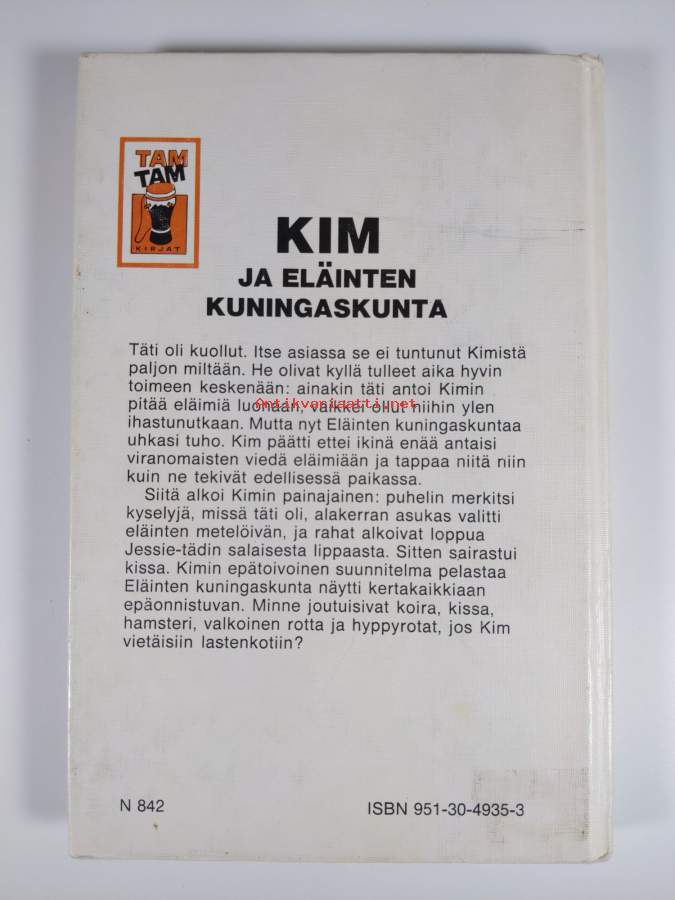 TAM
TAM
KIRJAT
KIM
JA ELÄINTEN
KUNINGASKUNTA
Täti oli kuollut. Itse asiassa se ei tuntunut Kimistä
paljon miltään. He olivat kyllä tulleet aika hyvin
toimeen keskenään: ainakin täti antoi Kimin
pitää eläimiä luonaan, vaikkei ollut niihin ylen
Antikvariaatti.net
ihastunutkaan. Mutta nyt Eläinten kuningaskuntaa
uhkasi tuho. Kim päätti ettei ikinä enää antaisi
viranomaisten viedä eläimiään ja tappaa niitä niin
kuin ne tekivät edellisessä paikassa.
Siitä alkoi Kimin painajainen: puhelin merkitsi
kyselyjä, missä täti oli, alakerran asukas valitti
eläinten metelöivän, ja rahat alkoivat loppua
Jessie-tädin salaisesta lippaasta. Sitten sairastui
kissa. Kimin epätoivoinen suunnitelma pelastaa
Eläinten kuningaskunta näytti kertakaikkiaan
epäonnistuvan. Minne joutuisivat koira, kissa,
hamsteri, valkoinen rotta ja hyppyrotat, jos Kim
vietäisiin lastenkotiin?
N 842
ISBN 951-30-4935-3